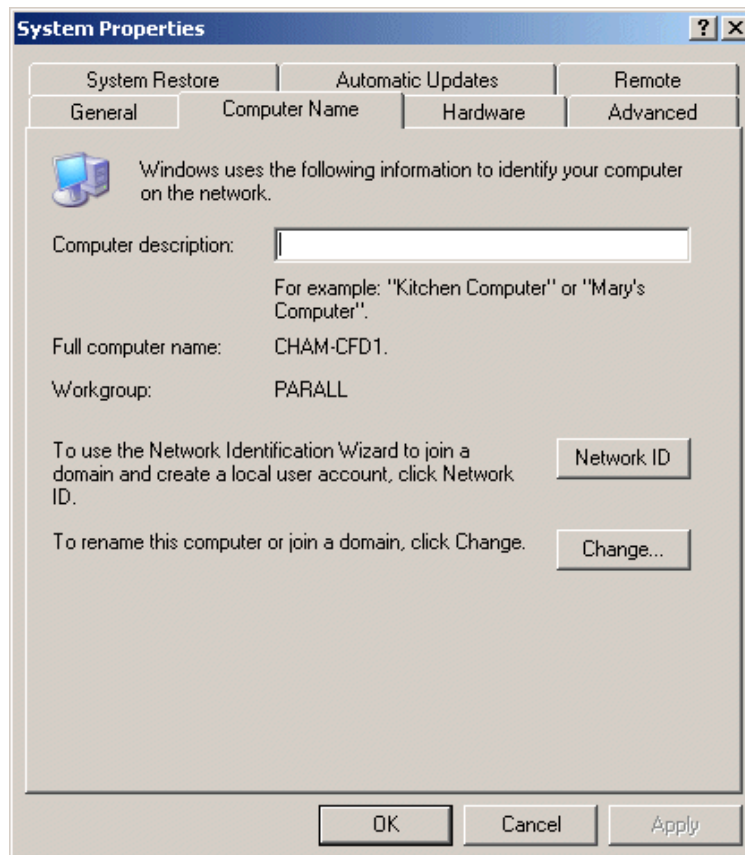 System Properties
System Restore
Automatic Updates
Remote
General
Computer Name
Hardware
Advanced
Windows uses the following information to identify your computer
on the network.
Computer description:
For example: "Kitchen Computer" or "Mary's
Computer".
Full computer name:
CHAM-CFD1.
Workgroup:
PARALL
To use the Network Identification Wizard to join a
domain and create a local user account, click Network
ID.
Network ID
To rename this computer or join a domain, click Change.
Change...
OK
Cancel
Apply